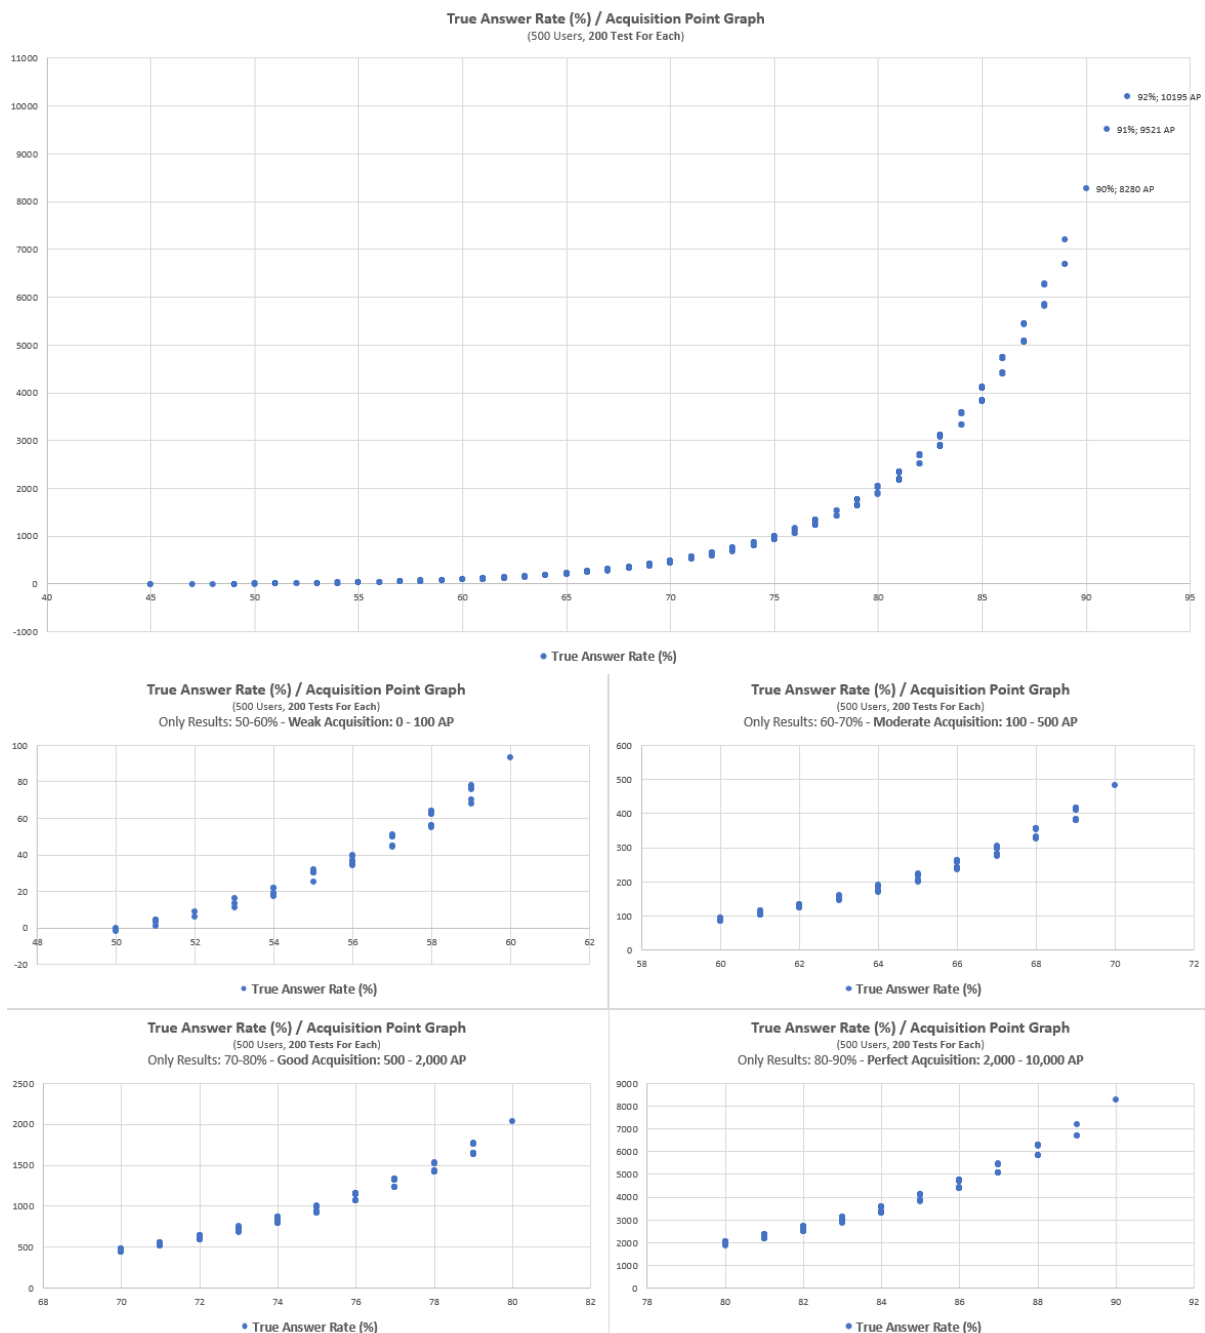 True Answer Rate (%) / Acquisition Point Graph
(500 Users, 200 Test For Each)
11000
10000
9000
8000
7000
6000
5000
4000
3000
2000
1000
0
-1000
40 45 50 55 60 65 70 75 80 85 90 95
92%; 10195 AP
91%; 9521 AP
90%; 8280 AP
True Answer Rate (%)
True Answer Rate (%) / Acquisition Point Graph
(500 Users, 200 Tests For Each)
Only Results: 50-60% - Weak Acquisition: 0 - 100 AP
100
80
60
40
20
0
-20
48 50 52 54 56 58 60 62
True Answer Rate (%)
True Answer Rate (%) / Acquisition Point Graph
(500 Users, 200 Tests For Each)
Only Results: 60-70% - Moderate Acquisition: 100 - 500 AP
600
500
400
300
200
100
0
58 60 62 64 66 68 70 72
True Answer Rate (%)
True Answer Rate (%) / Acquisition Point Graph
(500 Users, 200 Tests For Each)
Only Results: 70-80% - Good Acquisition: 500 - 2,000 AP
2500
2000
1500
1000
500
0
68 70 72 74 76 78 80 82
True Answer Rate (%)
True Answer Rate (%) / Acquisition Point Graph
(500 Users, 200 Tests For Each)
Only Results: 80-90% - Perfect Aqcuisition: 2,000 - 10,000 AP
9000
8000
7000
6000
5000
4000
3000
2000
1000
0
78 80 82 84 86 88 90 92
True Answer Rate (%)